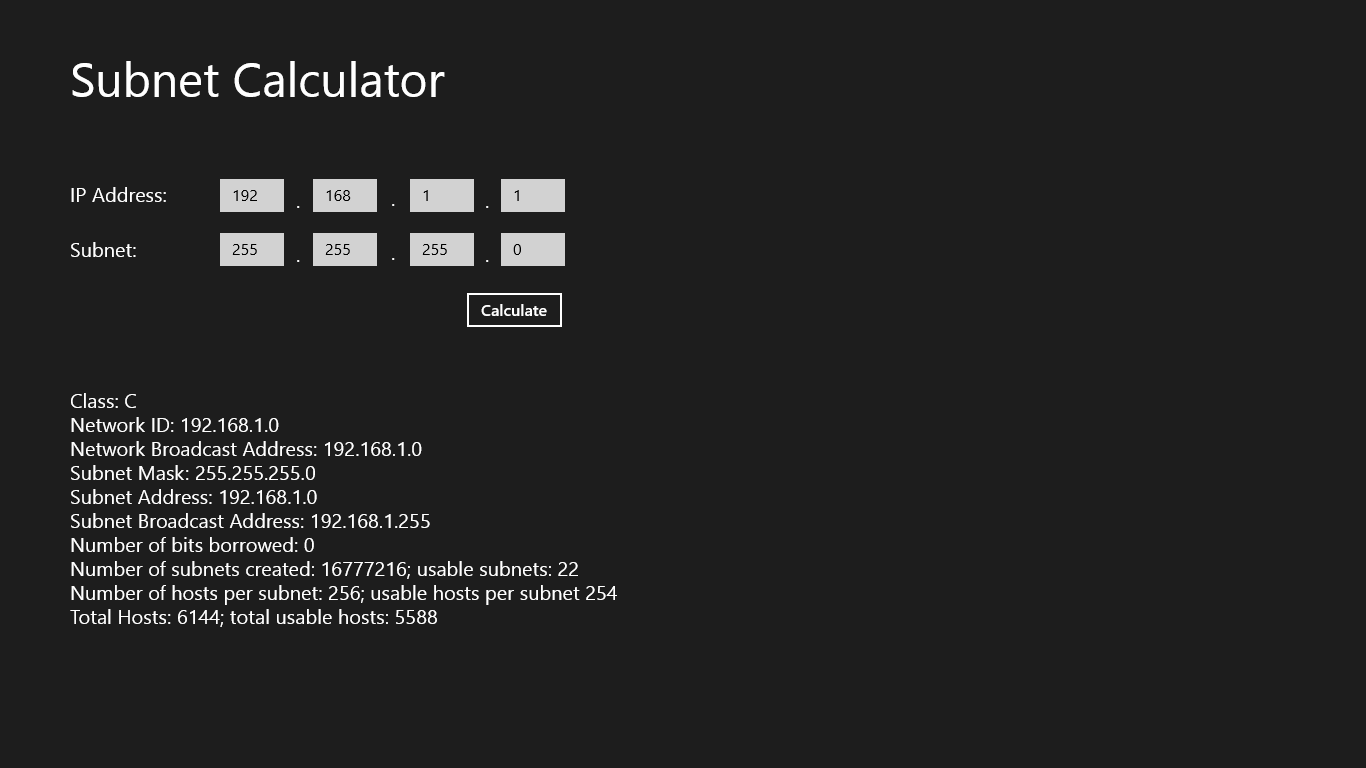 Subnet Calculator
IP Address: 192 . 168 . 1 . 1
Subnet: 255 . 255 . 255 . 0
Calculate
Class: C
Network ID: 192.168.1.0
Network Broadcast Address: 192.168.1.0
Subnet Mask: 255.255.255.0
Subnet Address: 192.168.1.0
Subnet Broadcast Address: 192.168.1.255
Number of bits borrowed: 0
Number of subnets created: 16777216; usable subnets: 22
Number of hosts per subnet: 256; usable hosts per subnet 254
Total Hosts: 6144; total usable hosts: 5588